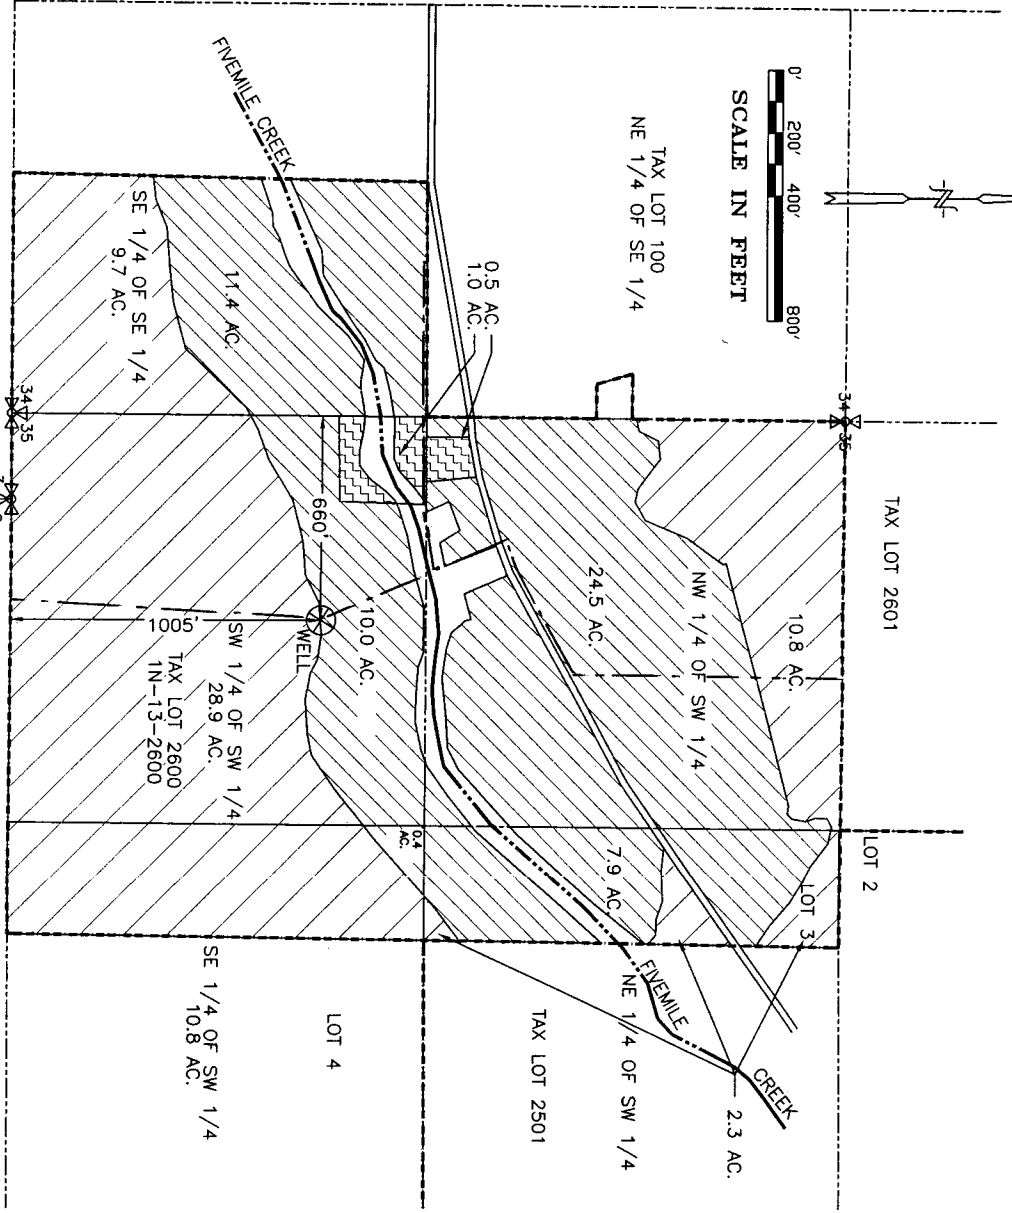 0' 200' 400' 800'
SCALE IN FEET
N
TAX LOT 100
NE 1/4 OF SE 1/4
FIVEMILE CREEK
0.5 AC.
1.0 AC.
SE 1/4 OF SE 1/4
9.7 AC.
11.4 AC.
34 35
34 35
TAX LOT 2601
10.8 AC.
NW 1/4 OF SW 1/4
24.5 AC.
10.0 AC.
660'
1005'
WELL
SW 1/4 OF SW 1/4
28.9 AC.
TAX LOT 2600
1N-13-2600
0.4
AC.
7.9 AC.
LOT 2
LOT 3
FIVEMILE CREEK
NE 1/4 OF SW 1/4
2.3 AC.
TAX LOT 2501
LOT 4
SE 1/4 OF SW 1/4
10.8 AC.